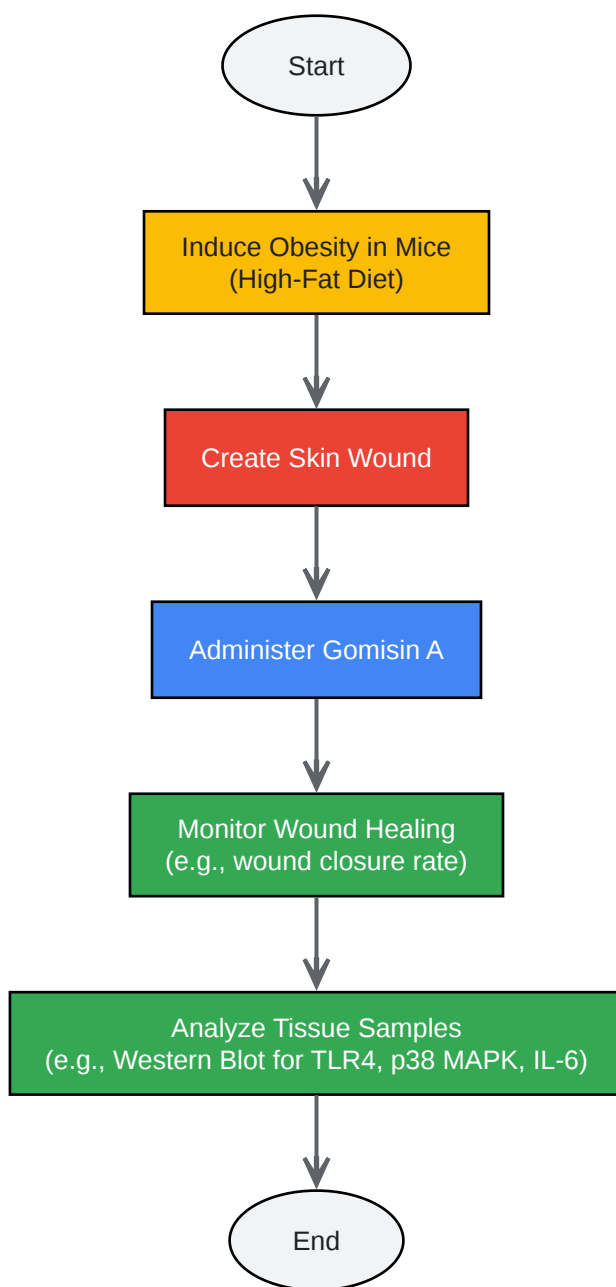 Start
Induce Obesity in Mice
(High-Fat Diet)
Create Skin Wound
Administer Gomisin A
Monitor Wound Healing
(e.g., wound closure rate)
Analyze Tissue Samples
(e.g., Western Blot for TLR4, p38 MAPK, IL-6)
End